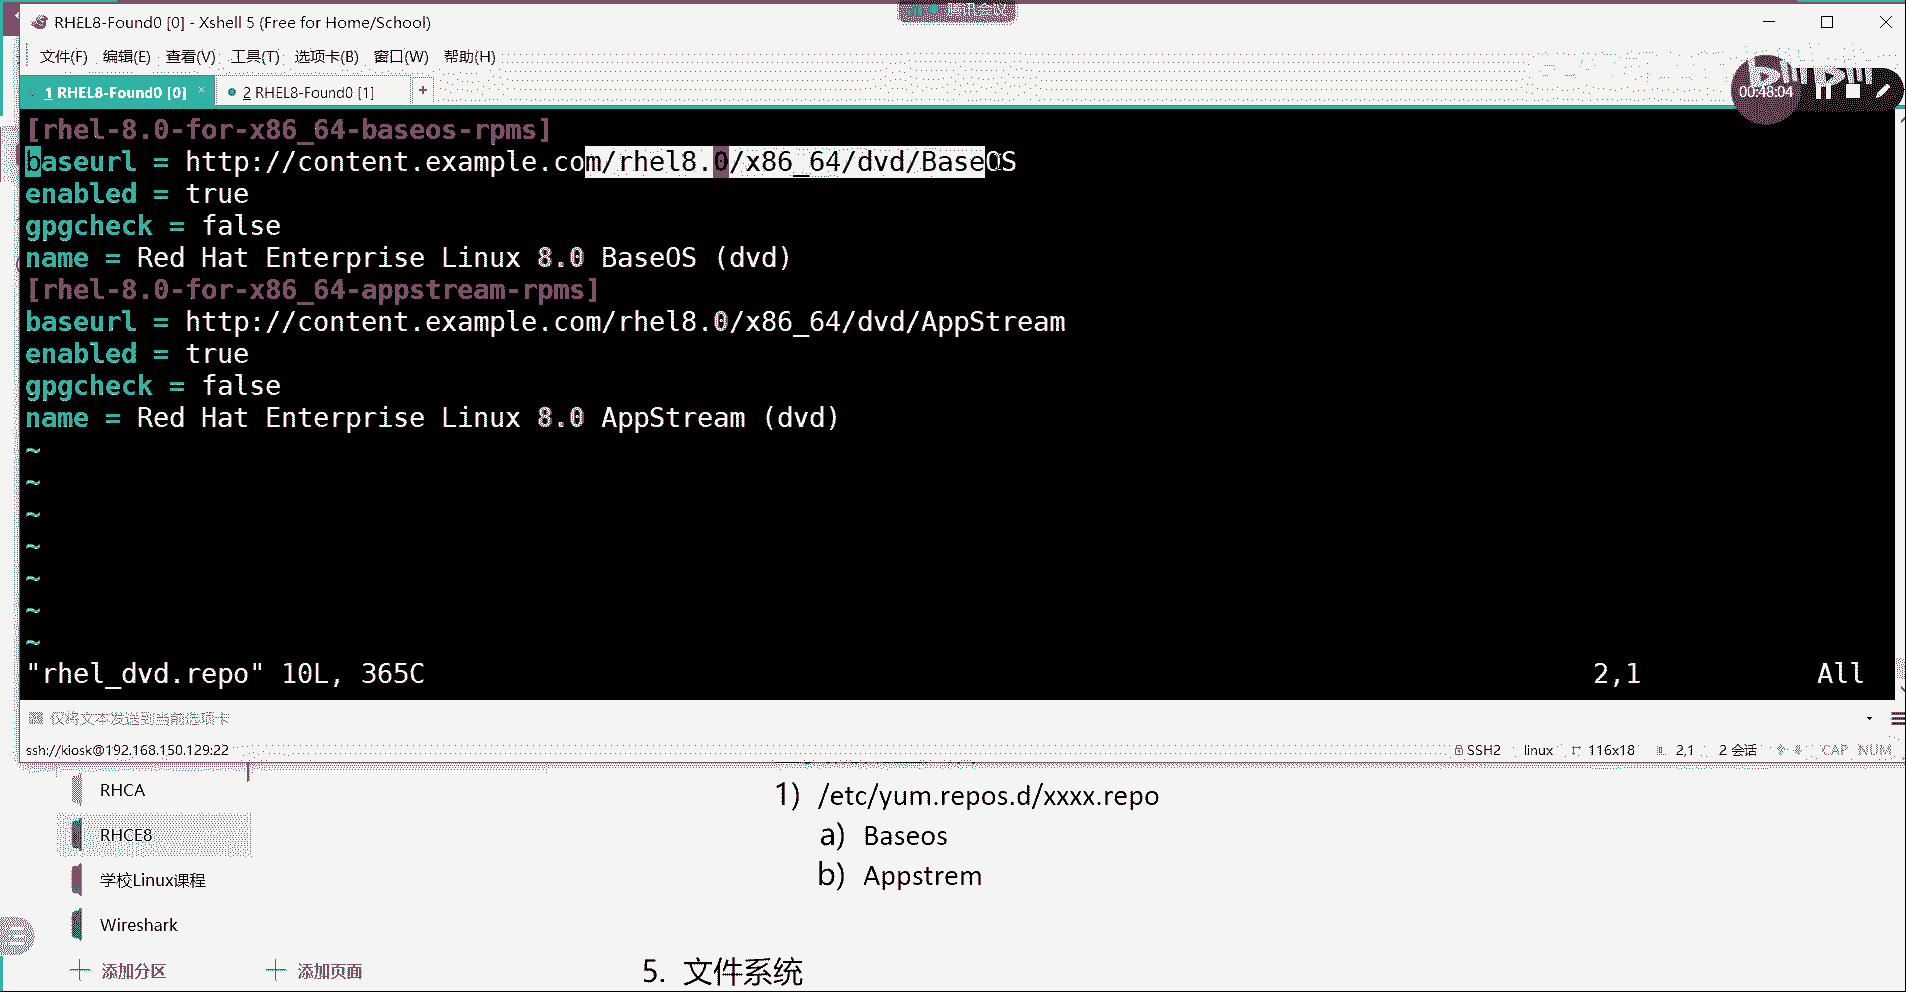 腾讯会议
RHEL8-Found0 [0] - Xshell 5 (Free for Home/School)
文件(F) 编辑(E) 查看(V) 工具(T) 选项卡(B) 窗口(W) 帮助(H)
1 RHEL8-Found0 [0] × 2 RHEL8-Found0 [1] +
bilibili
00:48:04
[rhel-8.0-for-x86_64-baseos-rpms]
baseurl = http://content.example.com/rhel8.0/x86_64/dvd/BaseOS
enabled = true
gpgcheck = false
name = Red Hat Enterprise Linux 8.0 BaseOS (dvd)
[rhel-8.0-for-x86_64-appstream-rpms]
baseurl = http://content.example.com/rhel8.0/x86_64/dvd/AppStream
enabled = true
gpgcheck = false
name = Red Hat Enterprise Linux 8.0 AppStream (dvd)
~
~
~
~
~
~
~
"rhel_dvd.repo" 10L, 365C 2,1 All
仅将文本发送到当前选项卡
ssh://kiosk@192.168.150.129:22 SSH2 linux 116x18 2,1 2 会话 CAP NUM
RHCA
RHCE8
学校Linux课程
Wireshark
添加分区 添加页面
1) /etc/yum.repos.d/xxxx.repo
a) Baseos
b) Appstrem
5. 文件系统